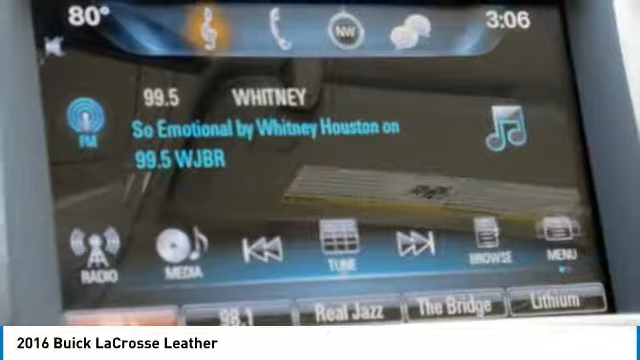 80° NW 3:06
99.5 WHITNEY
FM
So Emotional by Whitney Houston on
99.5 WJBR
RADIO MEDIA TUNE BROWSE MENU
98.1 Real Jazz The Bridge Lithium
2016 Buick LaCrosse Leather